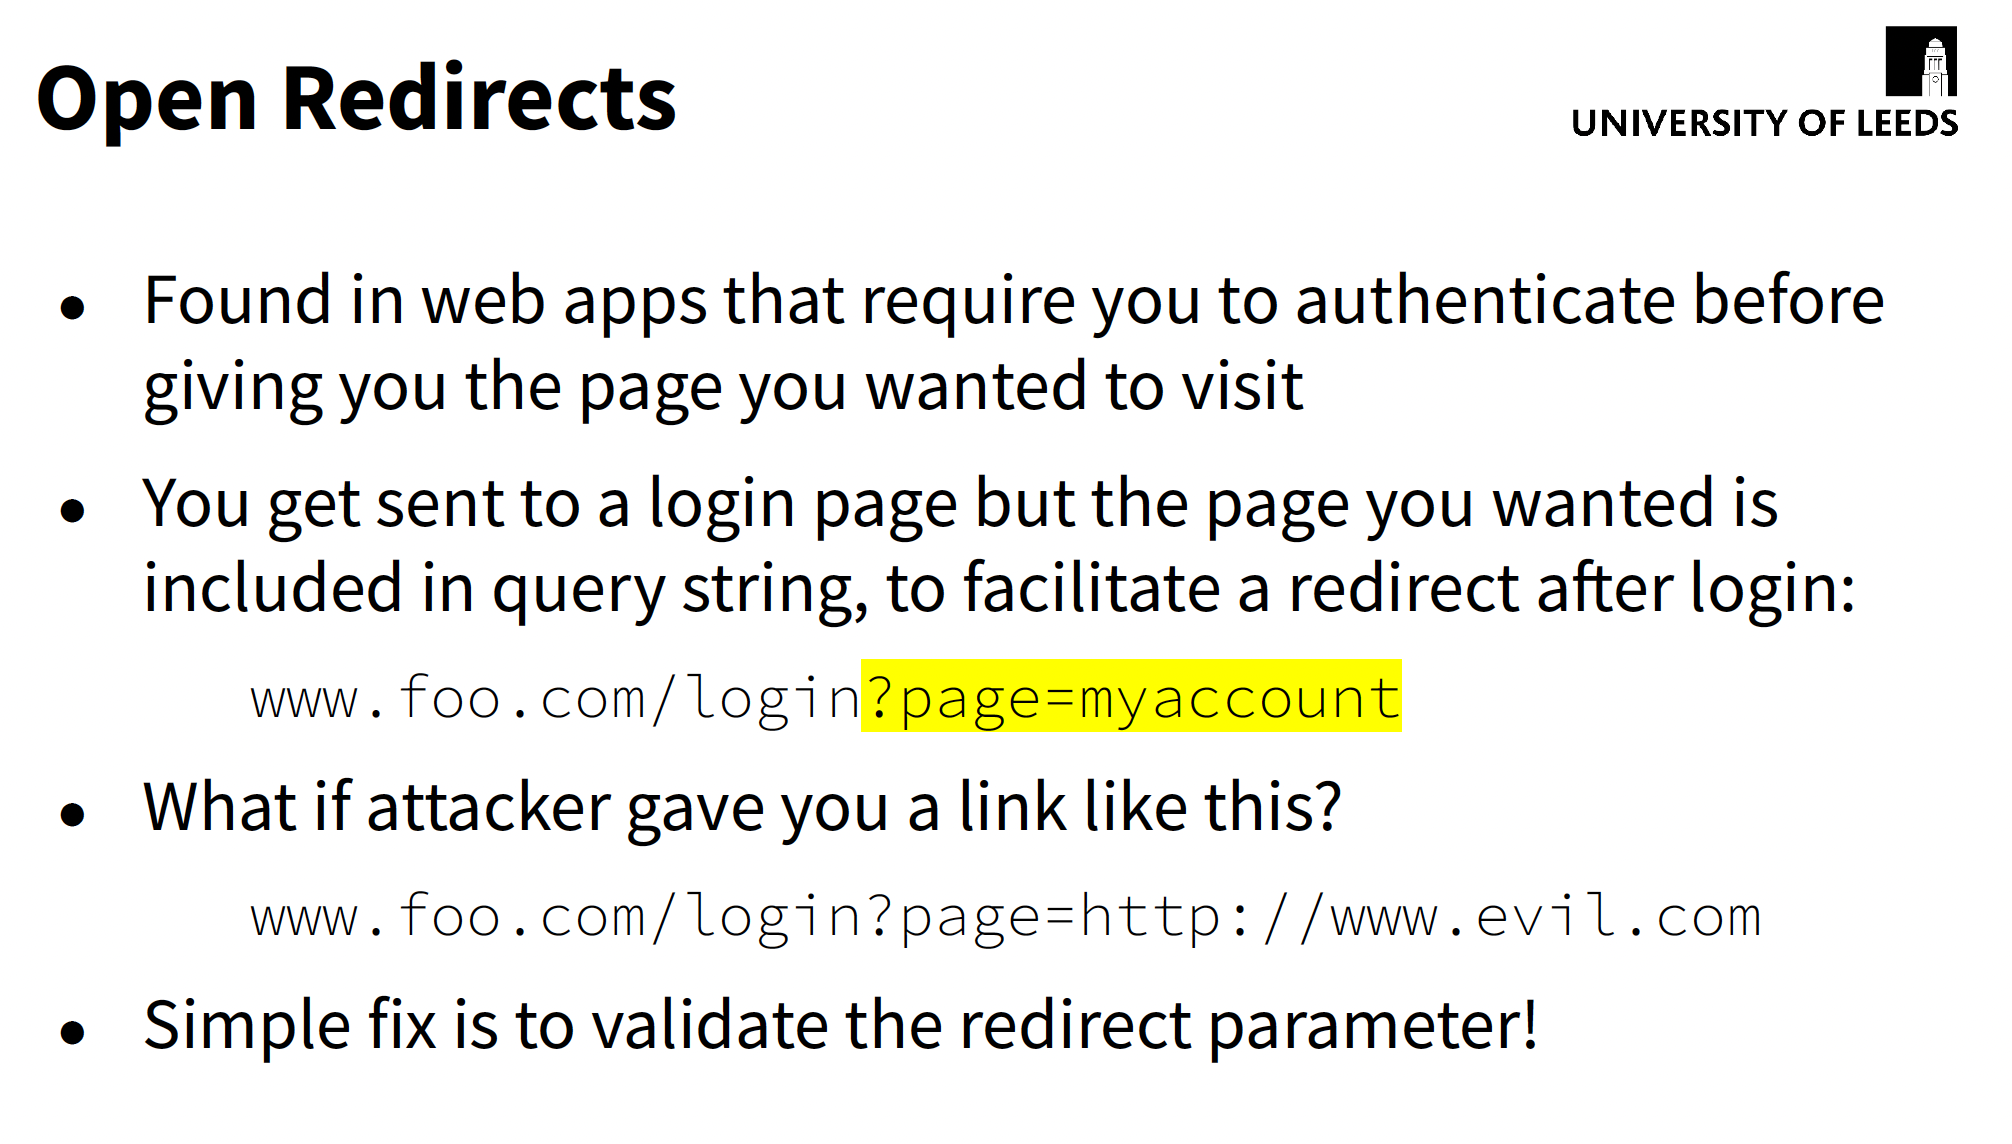 Open Redirects
UNIVERSITY OF LEEDS
● Found in web apps that require you to authenticate before
giving you the page you wanted to visit
● You get sent to a login page but the page you wanted is
included in query string, to facilitate a redirect after login:
www.foo.com/login?page=myaccount
● What if attacker gave you a link like this?
www.foo.com/login?page=http://www.evil.com
● Simple fix is to validate the redirect parameter!